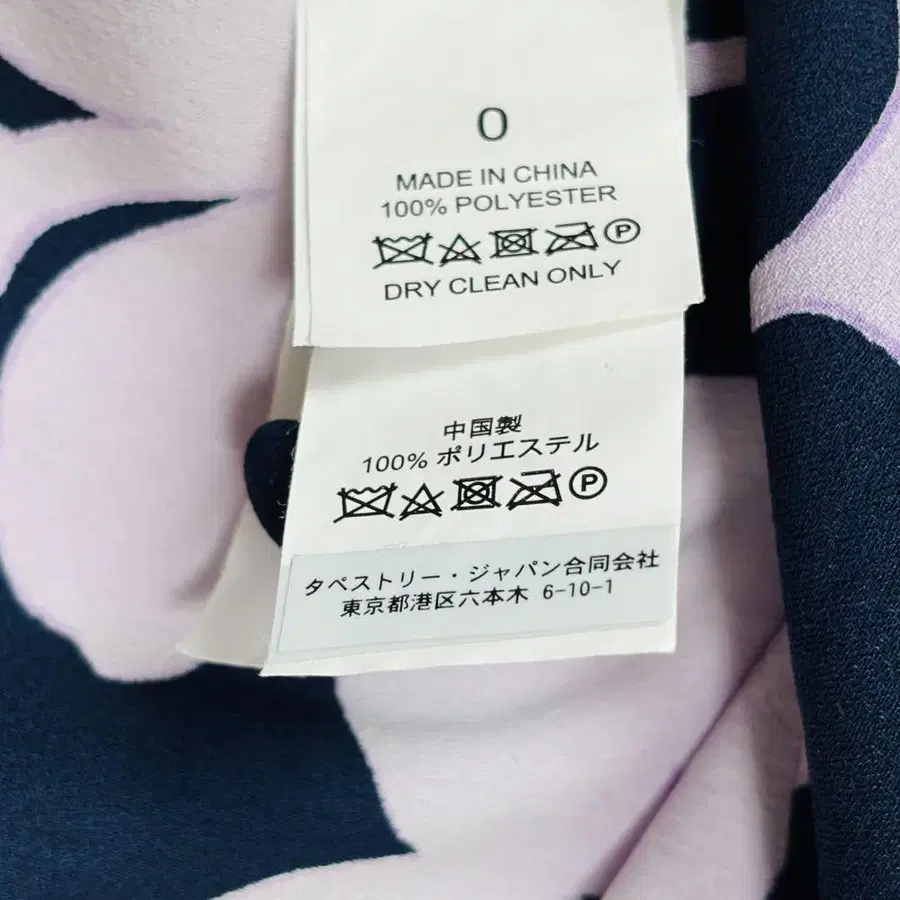 0
MADE IN CHINA
100% POLYESTER
P
DRY CLEAN ONLY
中国製
100% ポリエステル
P
タペストリー・ジャパン合同会社
東京都港区六本木 6-10-1